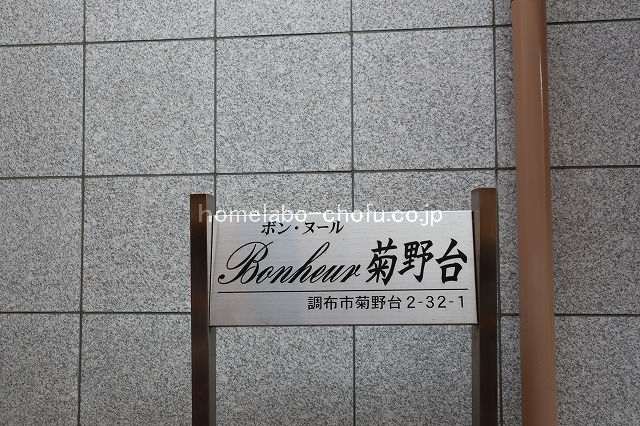 homelabo-chofu.co.jp
ボン・ヌール
Bonheur 菊野台
調布市菊野台2-32-1